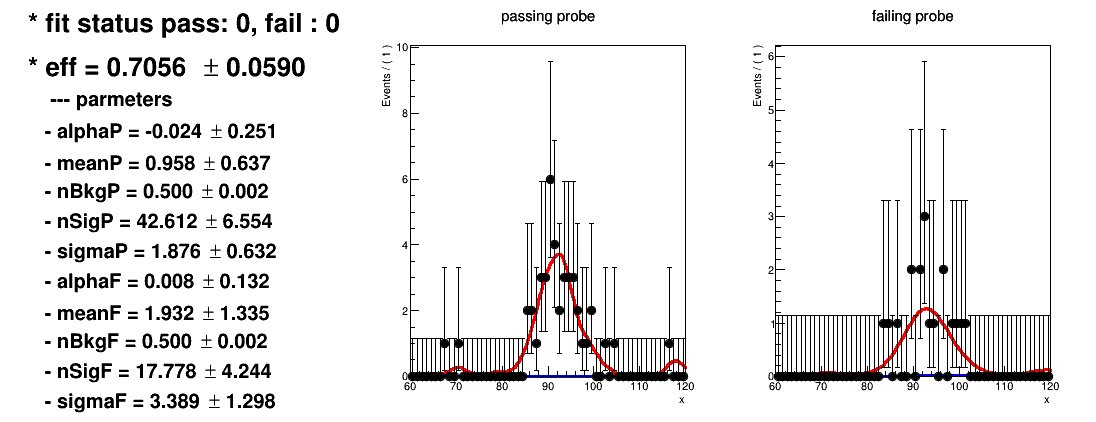 * fit status pass: 0, fail : 0
* eff = 0.7056 ± 0.0590
--- parmeters
- alphaP = -0.024 ± 0.251
- meanP = 0.958 ± 0.637
- nBkgP = 0.500 ± 0.002
- nSigP = 42.612 ± 6.554
- sigmaP = 1.876 ± 0.632
- alphaF = 0.008 ± 0.132
- meanF = 1.932 ± 1.335
- nBkgF = 0.500 ± 0.002
- nSigF = 17.778 ± 4.244
- sigmaF = 3.389 ± 1.298
passing probe
Events / ( 1 )
10
8
6
4
2
0
60 70 80 90 100 110 120
x
failing probe
Events / ( 1 )
6
5
4
3
2
1
0
60 70 80 90 100 110 120
x